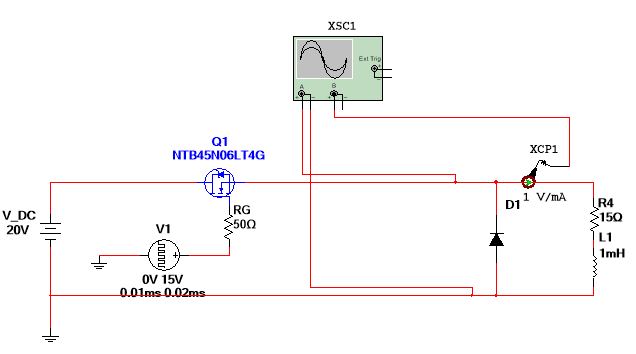 XSC1
Ext Trig
+
−
A
B
+ − + −
Q1
NTB45N06LT4G
XCP1
1 V/mA
V_DC
20V
RG
50Ω
V1
+
0V 15V
0.01ms 0.02ms
D1
R4
15Ω
L1
1mH